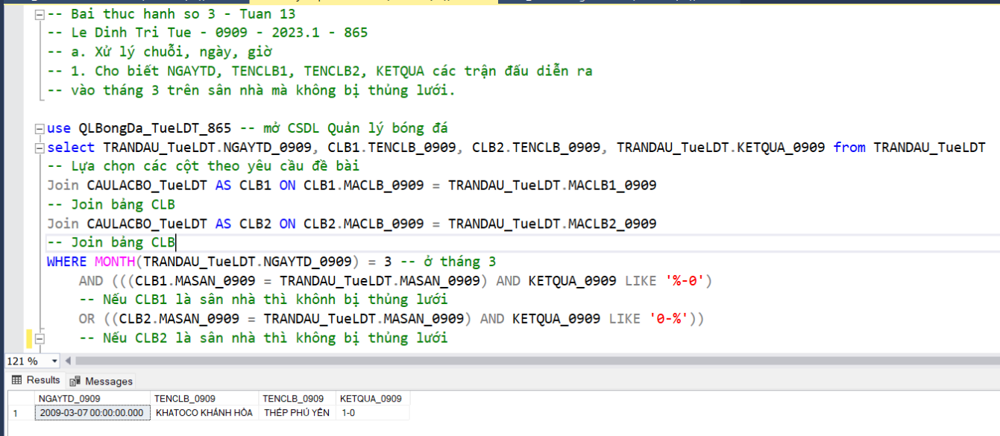 -- Bai thuc hanh so 3 - Tuan 13
-- Le Dinh Tri Tue - 0909 - 2023.1 - 865
-- a. Xử lý chuỗi, ngày, giờ
-- 1. Cho biết NGAYTD, TENCLB1, TENCLB2, KETQUA các trận đấu diễn ra
-- vào tháng 3 trên sân nhà mà không bị thủng lưới.
use QLBongDa_TueLDT_865 -- mở CSDL Quản lý bóng đá
select TRANDAU_TueLDT.NGAYTD_0909, CLB1.TENCLB_0909, CLB2.TENCLB_0909, TRANDAU_TueLDT.KETQUA_0909 from TRANDAU_TueLDT
-- Lựa chọn các cột theo yêu cầu đề bài
Join CAULACBO_TueLDT AS CLB1 ON CLB1.MACLB_0909 = TRANDAU_TueLDT.MACLB1_0909
-- Join bảng CLB
Join CAULACBO_TueLDT AS CLB2 ON CLB2.MACLB_0909 = TRANDAU_TueLDT.MACLB2_0909
-- Join bảng CLB
WHERE MONTH(TRANDAU_TueLDT.NGAYTD_0909) = 3 -- ở tháng 3
AND (((CLB1.MASAN_0909 = TRANDAU_TueLDT.MASAN_0909) AND KETQUA_0909 LIKE '%-0')
-- Nếu CLB1 là sân nhà thì khônh bị thủng lưới
OR ((CLB2.MASAN_0909 = TRANDAU_TueLDT.MASAN_0909) AND KETQUA_0909 LIKE '0-%'))
-- Nếu CLB2 là sân nhà thì không bị thủng lưới
121 %
Results Messages
NGAYTD_0909 TENCLB_0909 TENCLB_0909 KETQUA_0909
1 2009-03-07 00:00:00.000 KHATOCO KHÁNH HÒA THÉP PHÚ YÊN 1-0